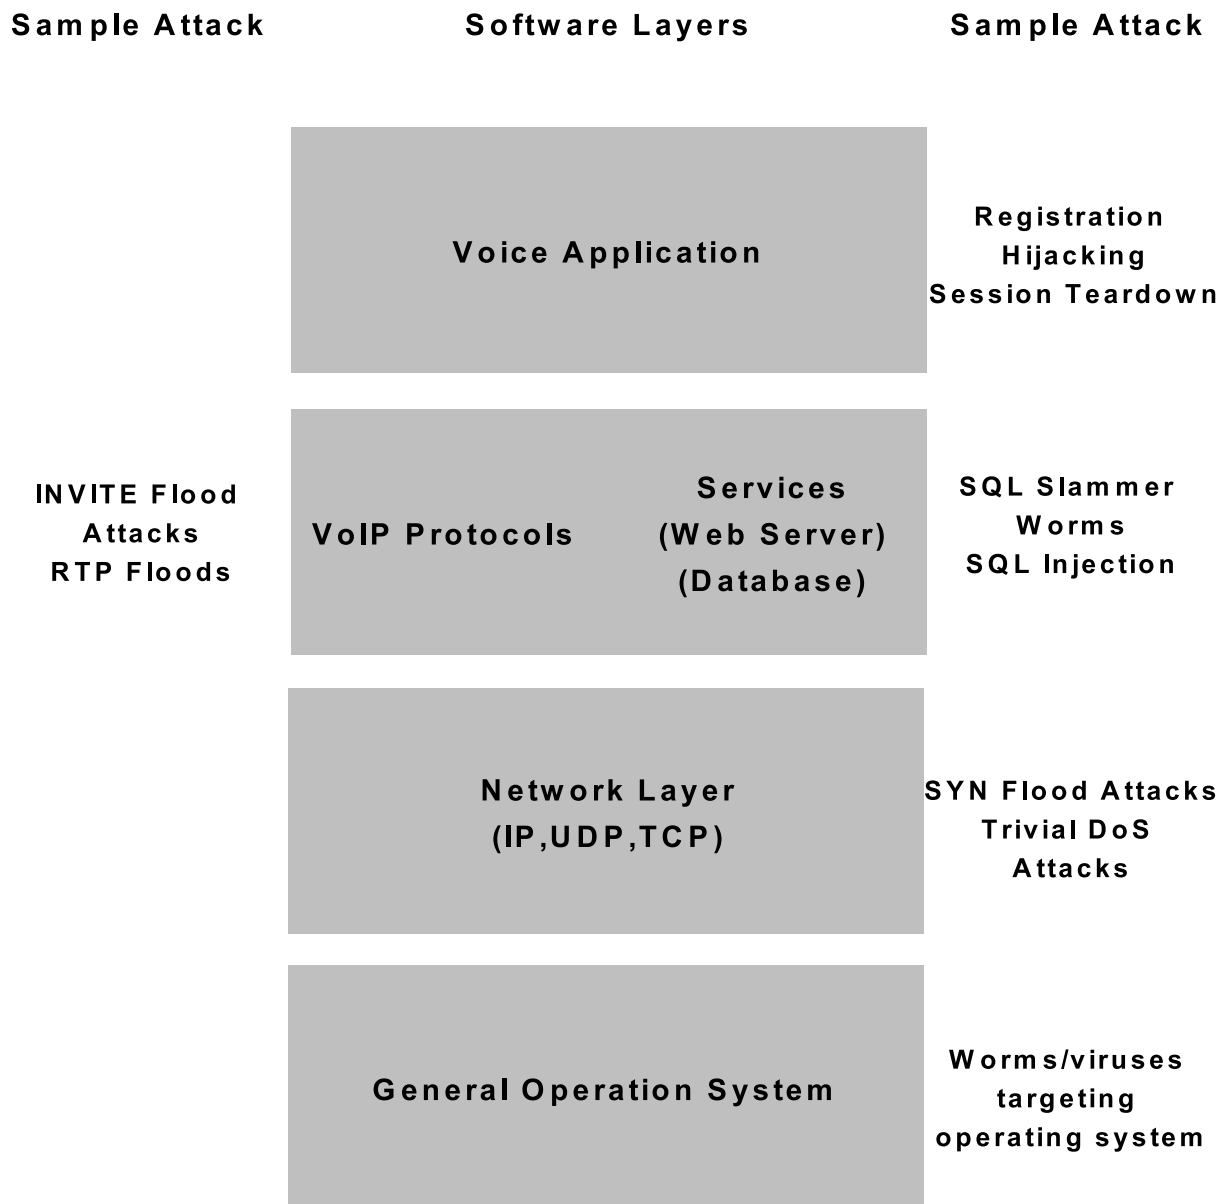 Sample Attack
Software Layers
Sample Attack
Voice Application
Registration
Hijacking
Session Teardown
INVITE Flood
Attacks
RTP Floods
VoIP Protocols
Services
(Web Server)
(Database)
SQL Slammer
Worms
SQL Injection
Network Layer
(IP,UDP,TCP)
SYN Flood Attacks
Trivial DoS
Attacks
General Operation System
Worms/viruses
targeting
operating system